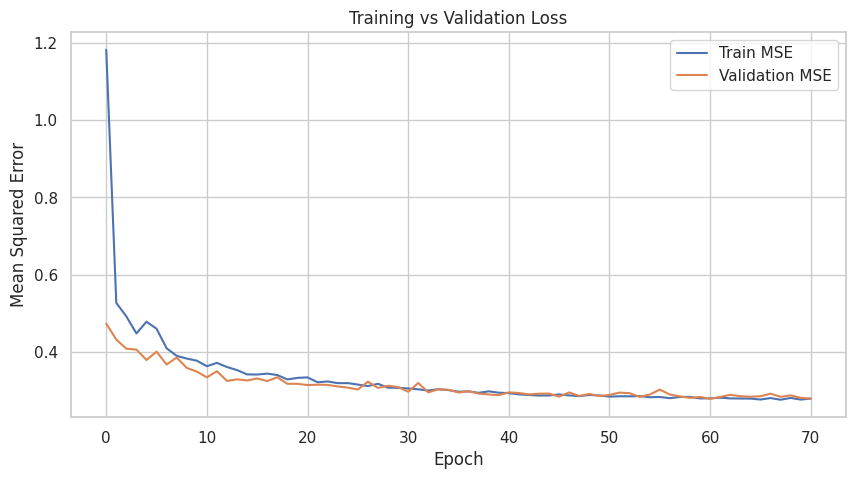 Training vs Validation Loss
Train MSE
Validation MSE
Mean Squared Error
1.2
1.0
0.8
0.6
0.4
0 10 20 30 40 50 60 70
Epoch